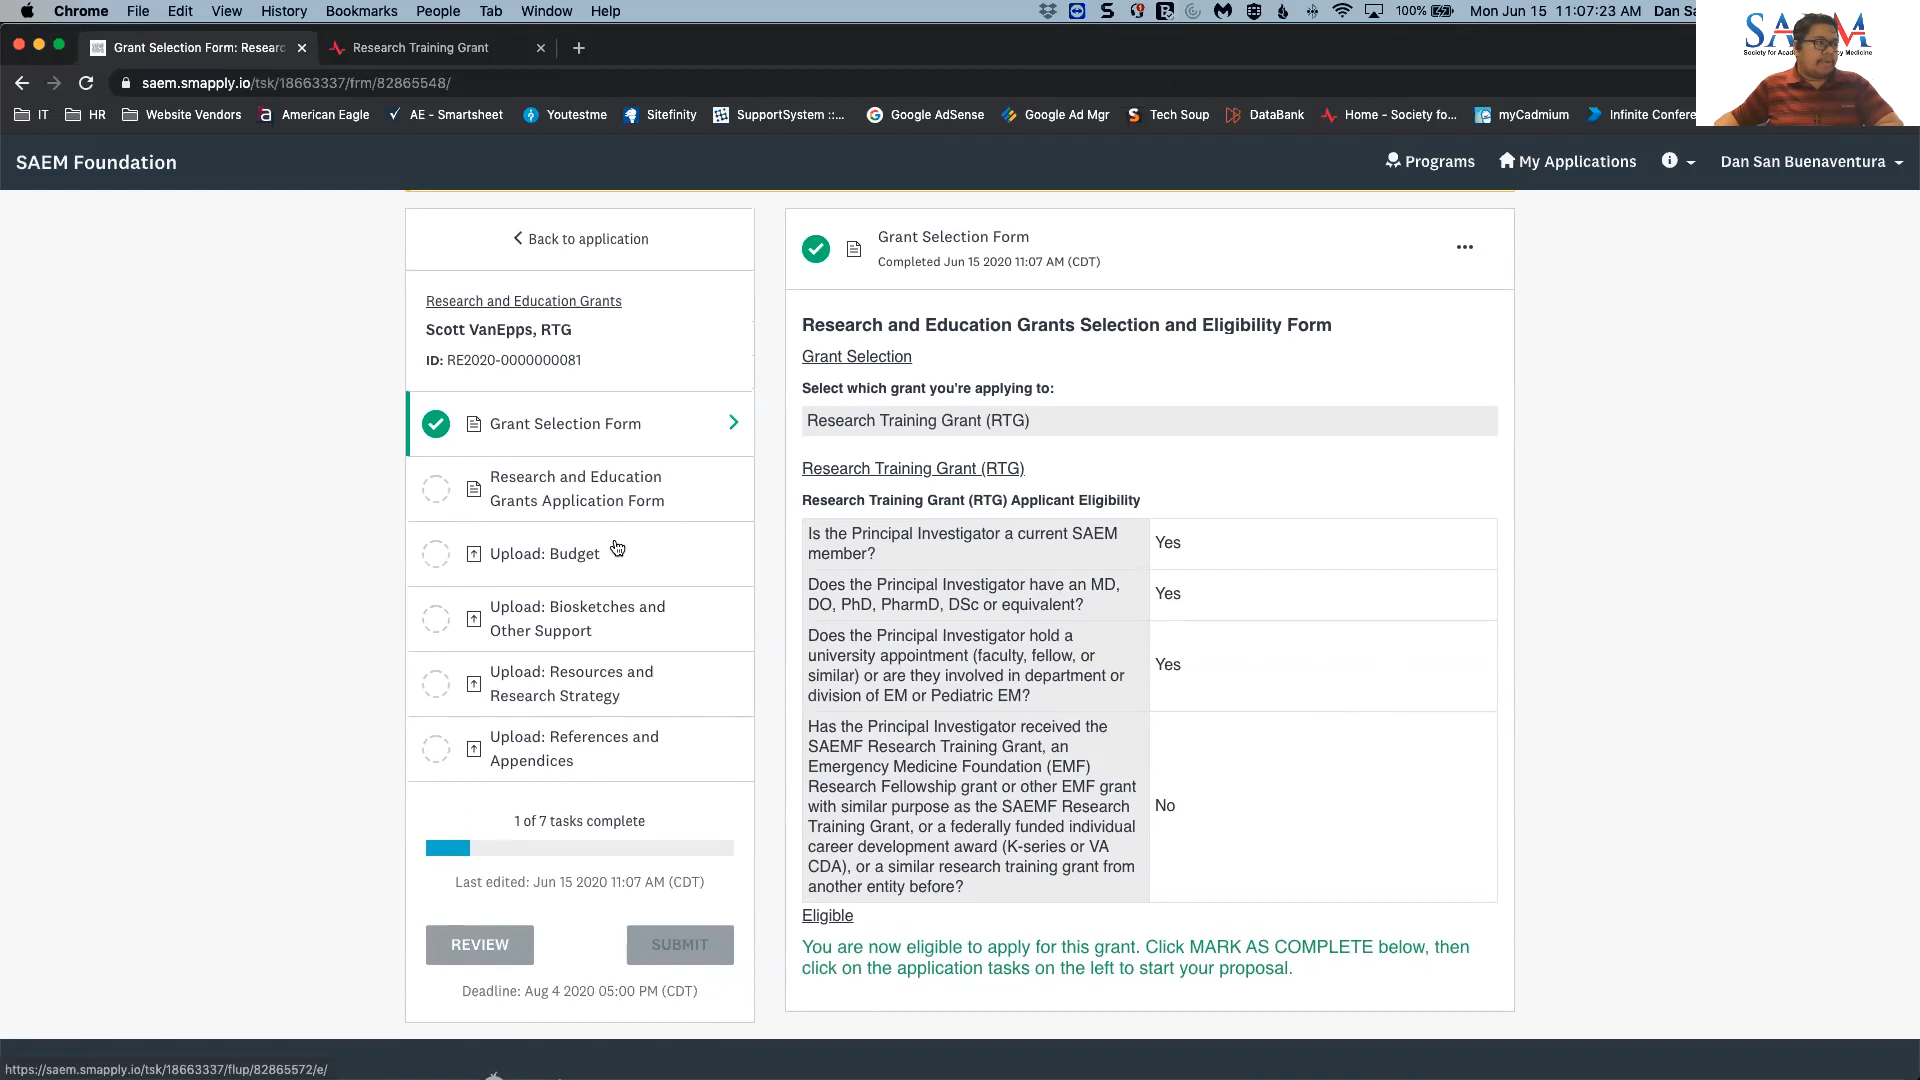 Chrome File Edit View History Bookmarks People Tab Window Help
100% Mon Jun 15 11:07:23 AM Dan Sa
Grant Selection Form: Researc
Research Training Grant
saem.smapply.io/tsk/18663337/frm/82865548/
IT HR Website Vendors American Eagle AE - Smartsheet Youtestme Sitefinity SupportSystem ::... Google AdSense Google Ad Mgr Tech Soup DataBank Home - Society fo... myCadmium Infinite Confere
SAEM Foundation
Programs My Applications Dan San Buenaventura
Back to application
Research and Education Grants
Scott VanEpps, RTG
ID: RE2020-0000000081
Grant Selection Form
Research and Education
Grants Application Form
Upload: Budget
Upload: Biosketches and
Other Support
Upload: Resources and
Research Strategy
Upload: References and
Appendices
1 of 7 tasks complete
Last edited: Jun 15 2020 11:07 AM (CDT)
REVIEW SUBMIT
Deadline: Aug 4 2020 05:00 PM (CDT)
Grant Selection Form
Completed Jun 15 2020 11:07 AM (CDT)
Research and Education Grants Selection and Eligibility Form
Grant Selection
Select which grant you're applying to:
Research Training Grant (RTG)
Research Training Grant (RTG)
Research Training Grant (RTG) Applicant Eligibility
Is the Principal Investigator a current SAEM
member?
Yes
Does the Principal Investigator have an MD,
DO, PhD, PharmD, DSc or equivalent?
Yes
Does the Principal Investigator hold a
university appointment (faculty, fellow, or
similar) or are they involved in department or
division of EM or Pediatric EM?
Yes
Has the Principal Investigator received the
SAEMF Research Training Grant, an
Emergency Medicine Foundation (EMF)
Research Fellowship grant or other EMF grant
with similar purpose as the SAEMF Research
Training Grant, or a federally funded individual
career development award (K-series or VA
CDA), or a similar research training grant from
another entity before?
No
Eligible
You are now eligible to apply for this grant. Click MARK AS COMPLETE below, then
click on the application tasks on the left to start your proposal.
https://saem.smapply.io/tsk/18663337/flup/82865572/e/